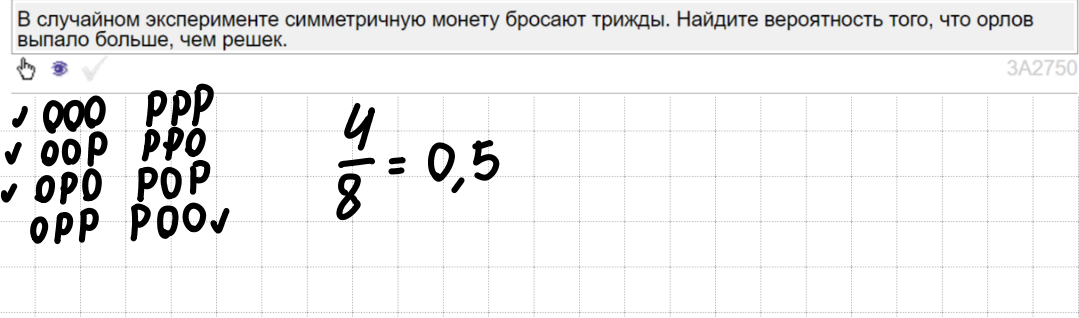 В случайном эксперименте симметричную монету бросают трижды. Найдите вероятность того, что орлов
выпало больше, чем решек.
3A2750
✓ ООО РРР
✓ ООР РРО
✓ ОРО РОР
ОРР РОО ✓
4/8 = 0,5